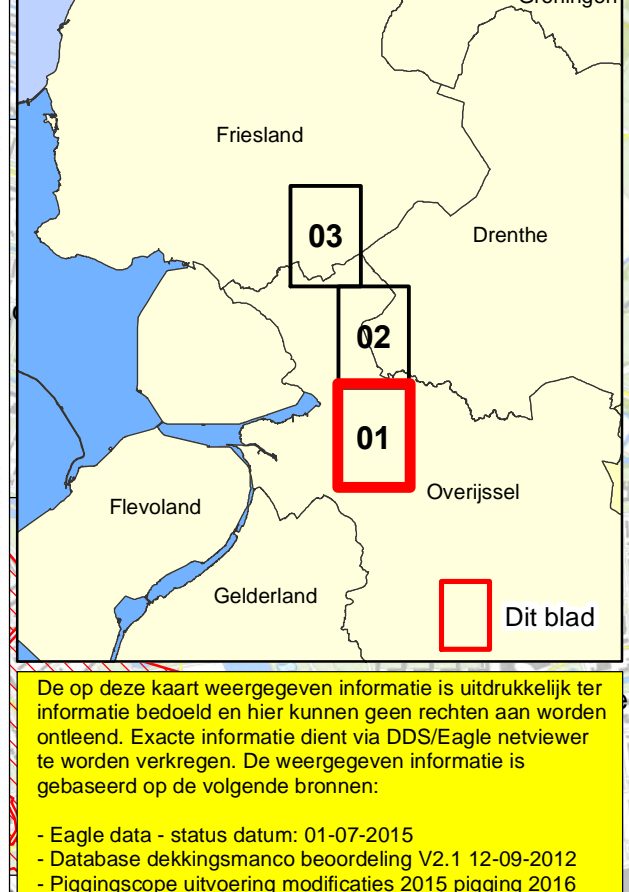 Groningen
Friesland
03
Drenthe
02
01
Overijssel
Flevoland
Gelderland
Dit blad
De op deze kaart weergegeven informatie is uitdrukkelijk ter
informatie bedoeld en hier kunnen geen rechten aan worden
ontleend. Exacte informatie dient via DDS/Eagle netviewer
te worden verkregen. De weergegeven informatie is
gebaseerd op de volgende bronnen:
- Eagle data - status datum: 01-07-2015
- Database dekkingsmanco beoordeling V2.1 12-09-2012
- Piggingscope uitvoering modificaties 2015 pigging 2016